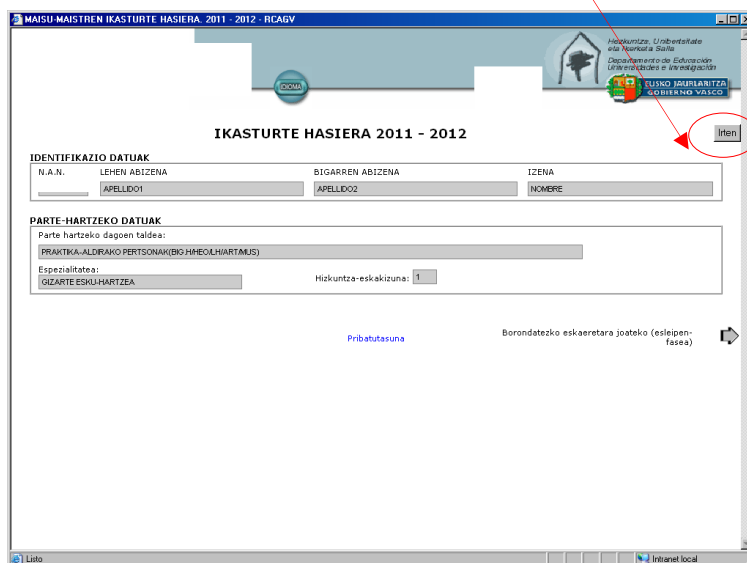 MAISU-MAISTREN IKASTURTE HASIERA. 2011 - 2012 - RCAGV
Hezkuntza, Unibertsitate
eta Ikerketa Saila
Departamento de Educación
Universidades e Investigación
IDIOMA
EUSKO JAURLARITZA
GOBIERNO VASCO
IKASTURTE HASIERA 2011 - 2012
Irten
IDENTIFIKAZIO DATUAK
N.A.N. LEHEN ABIZENA BIGARREN ABIZENA IZENA
APELLIDO1 APELLIDO2 NOMBRE
PARTE-HARTZEKO DATUAK
Parte hartzeko dagoen taldea:
PRAKTIKA-ALDIRAKO PERTSONAK(BIG.H/HEO/LH/ART/MUS)
Espezialitatea:
GIZARTE ESKU-HARTZEA Hizkuntza-eskakizuna: 1
Pribatutasuna
Borondatezko eskaeretara joateko (esleipen-
fasea)
Listo Intranet local